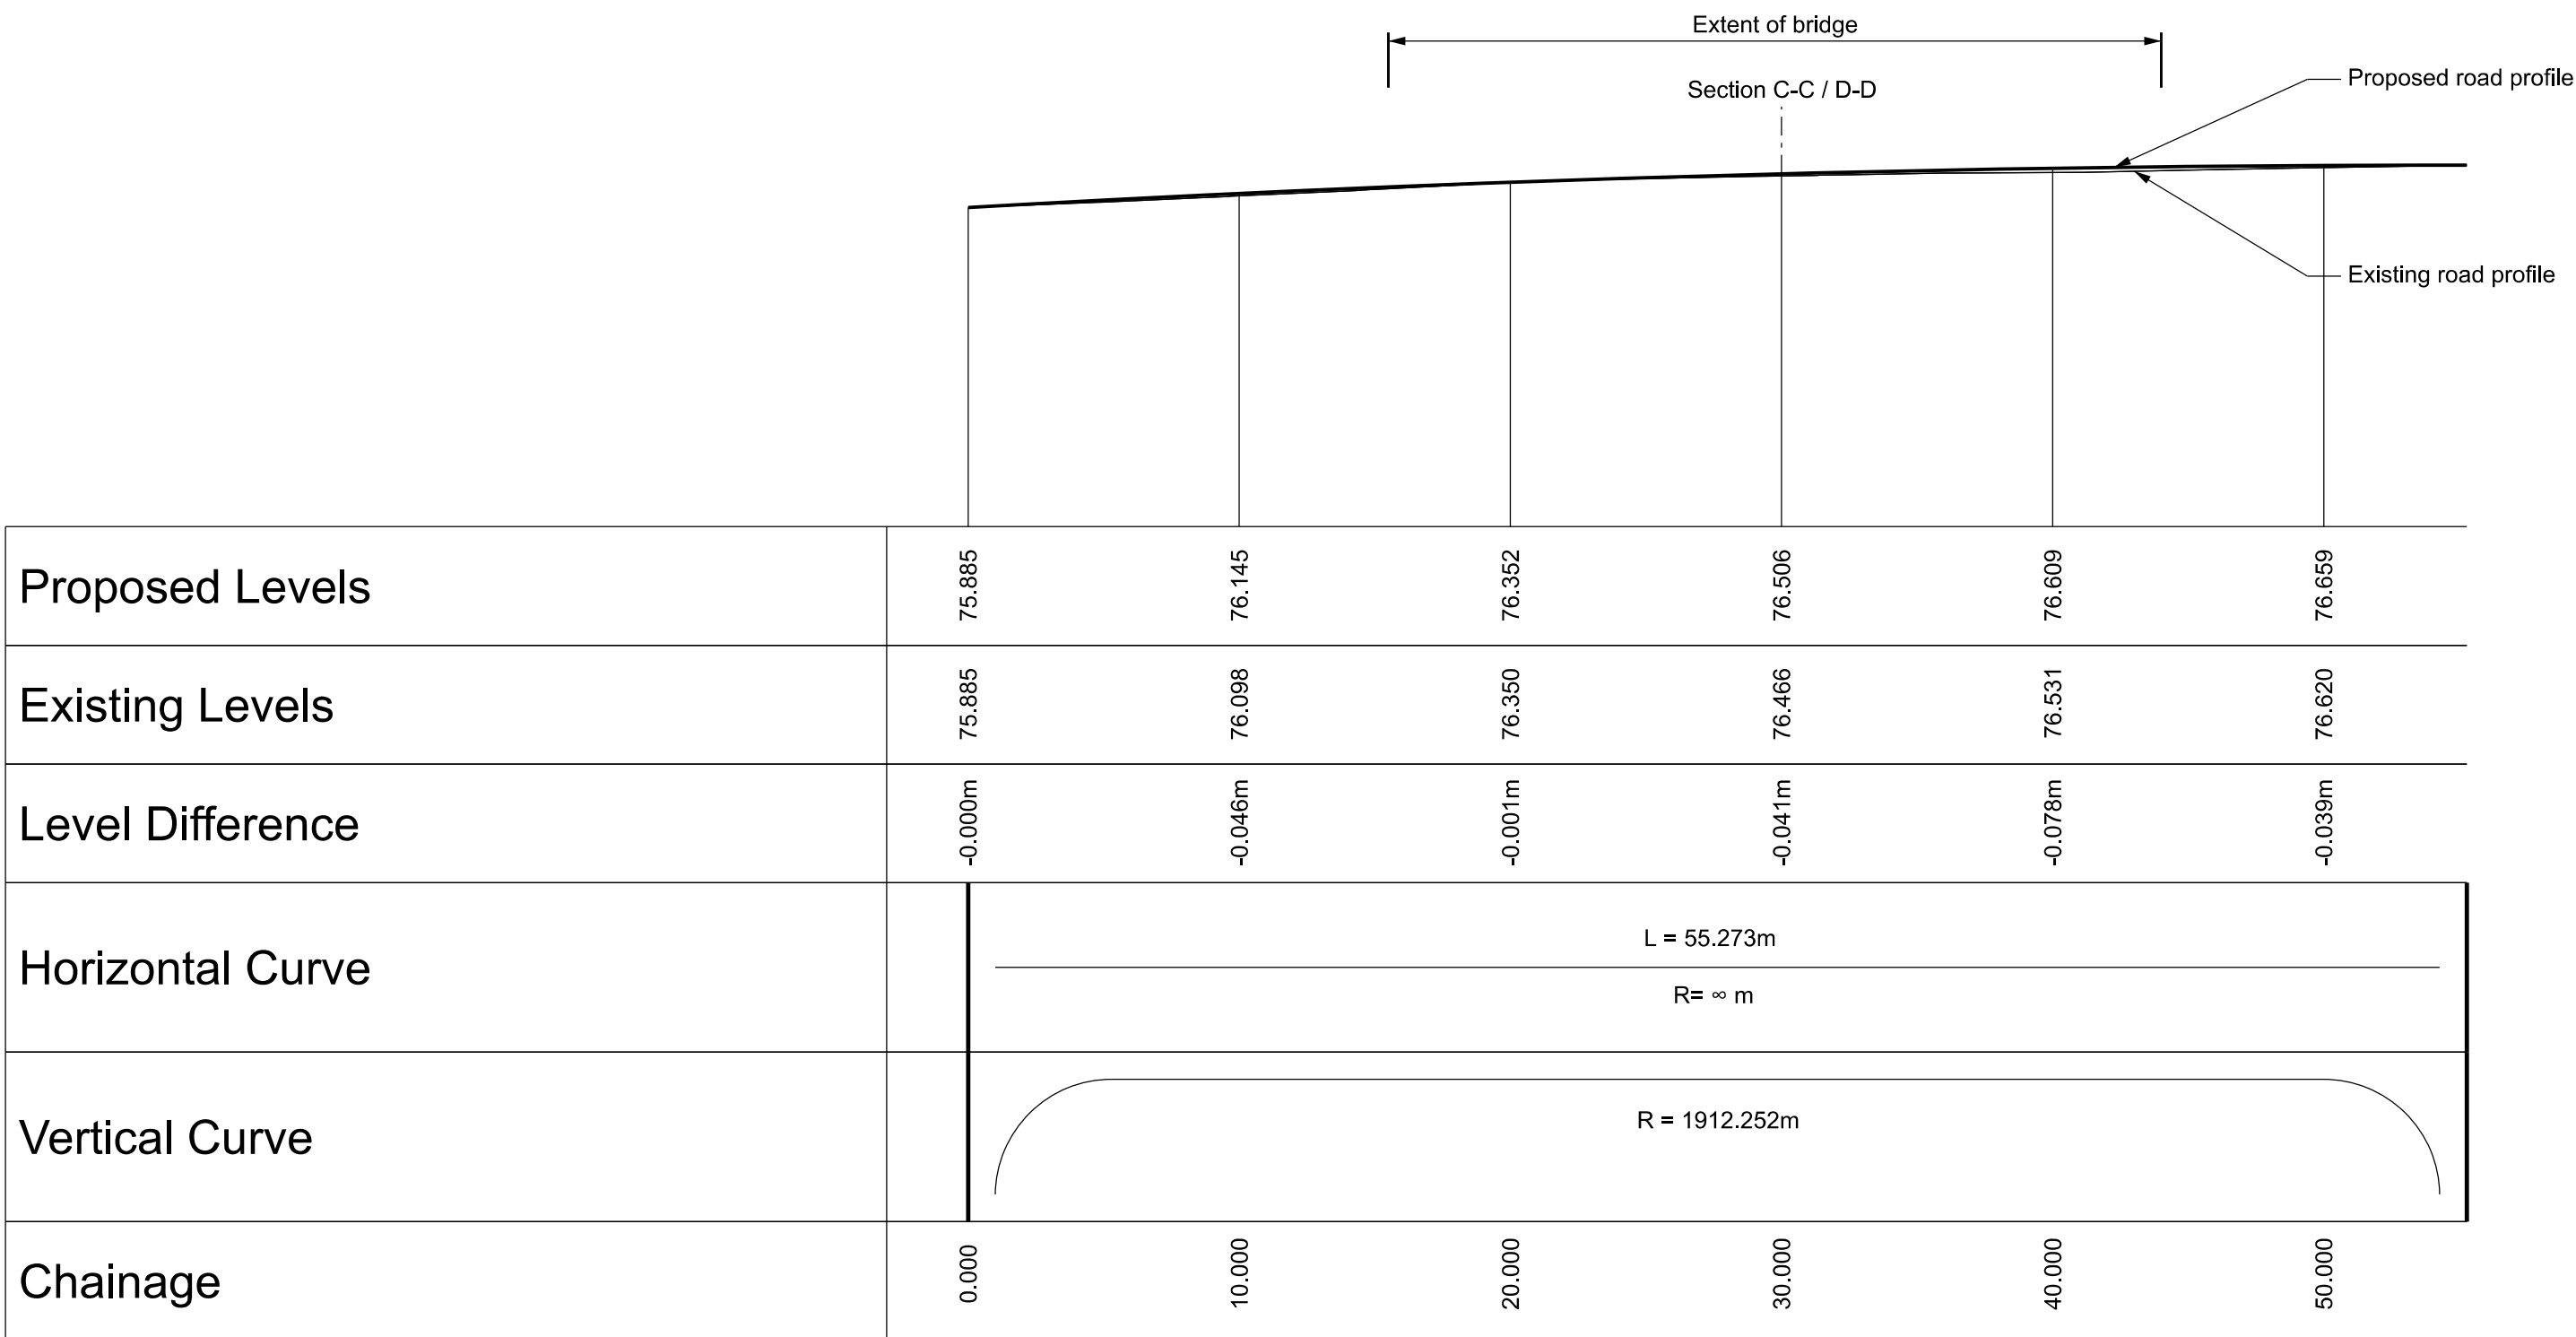 Extent of bridge
Section C-C / D-D
Proposed road profile
Existing road profile
Proposed Levels
75.885
76.145
76.352
76.506
76.609
76.659
Existing Levels
75.885
76.098
76.350
76.466
76.531
76.620
Level Difference
-0.000m
-0.046m
-0.001m
-0.041m
-0.078m
-0.039m
Horizontal Curve
L = 55.273m
R= ∞ m
Vertical Curve
R = 1912.252m
Chainage
0.000
10.000
20.000
30.000
40.000
50.000